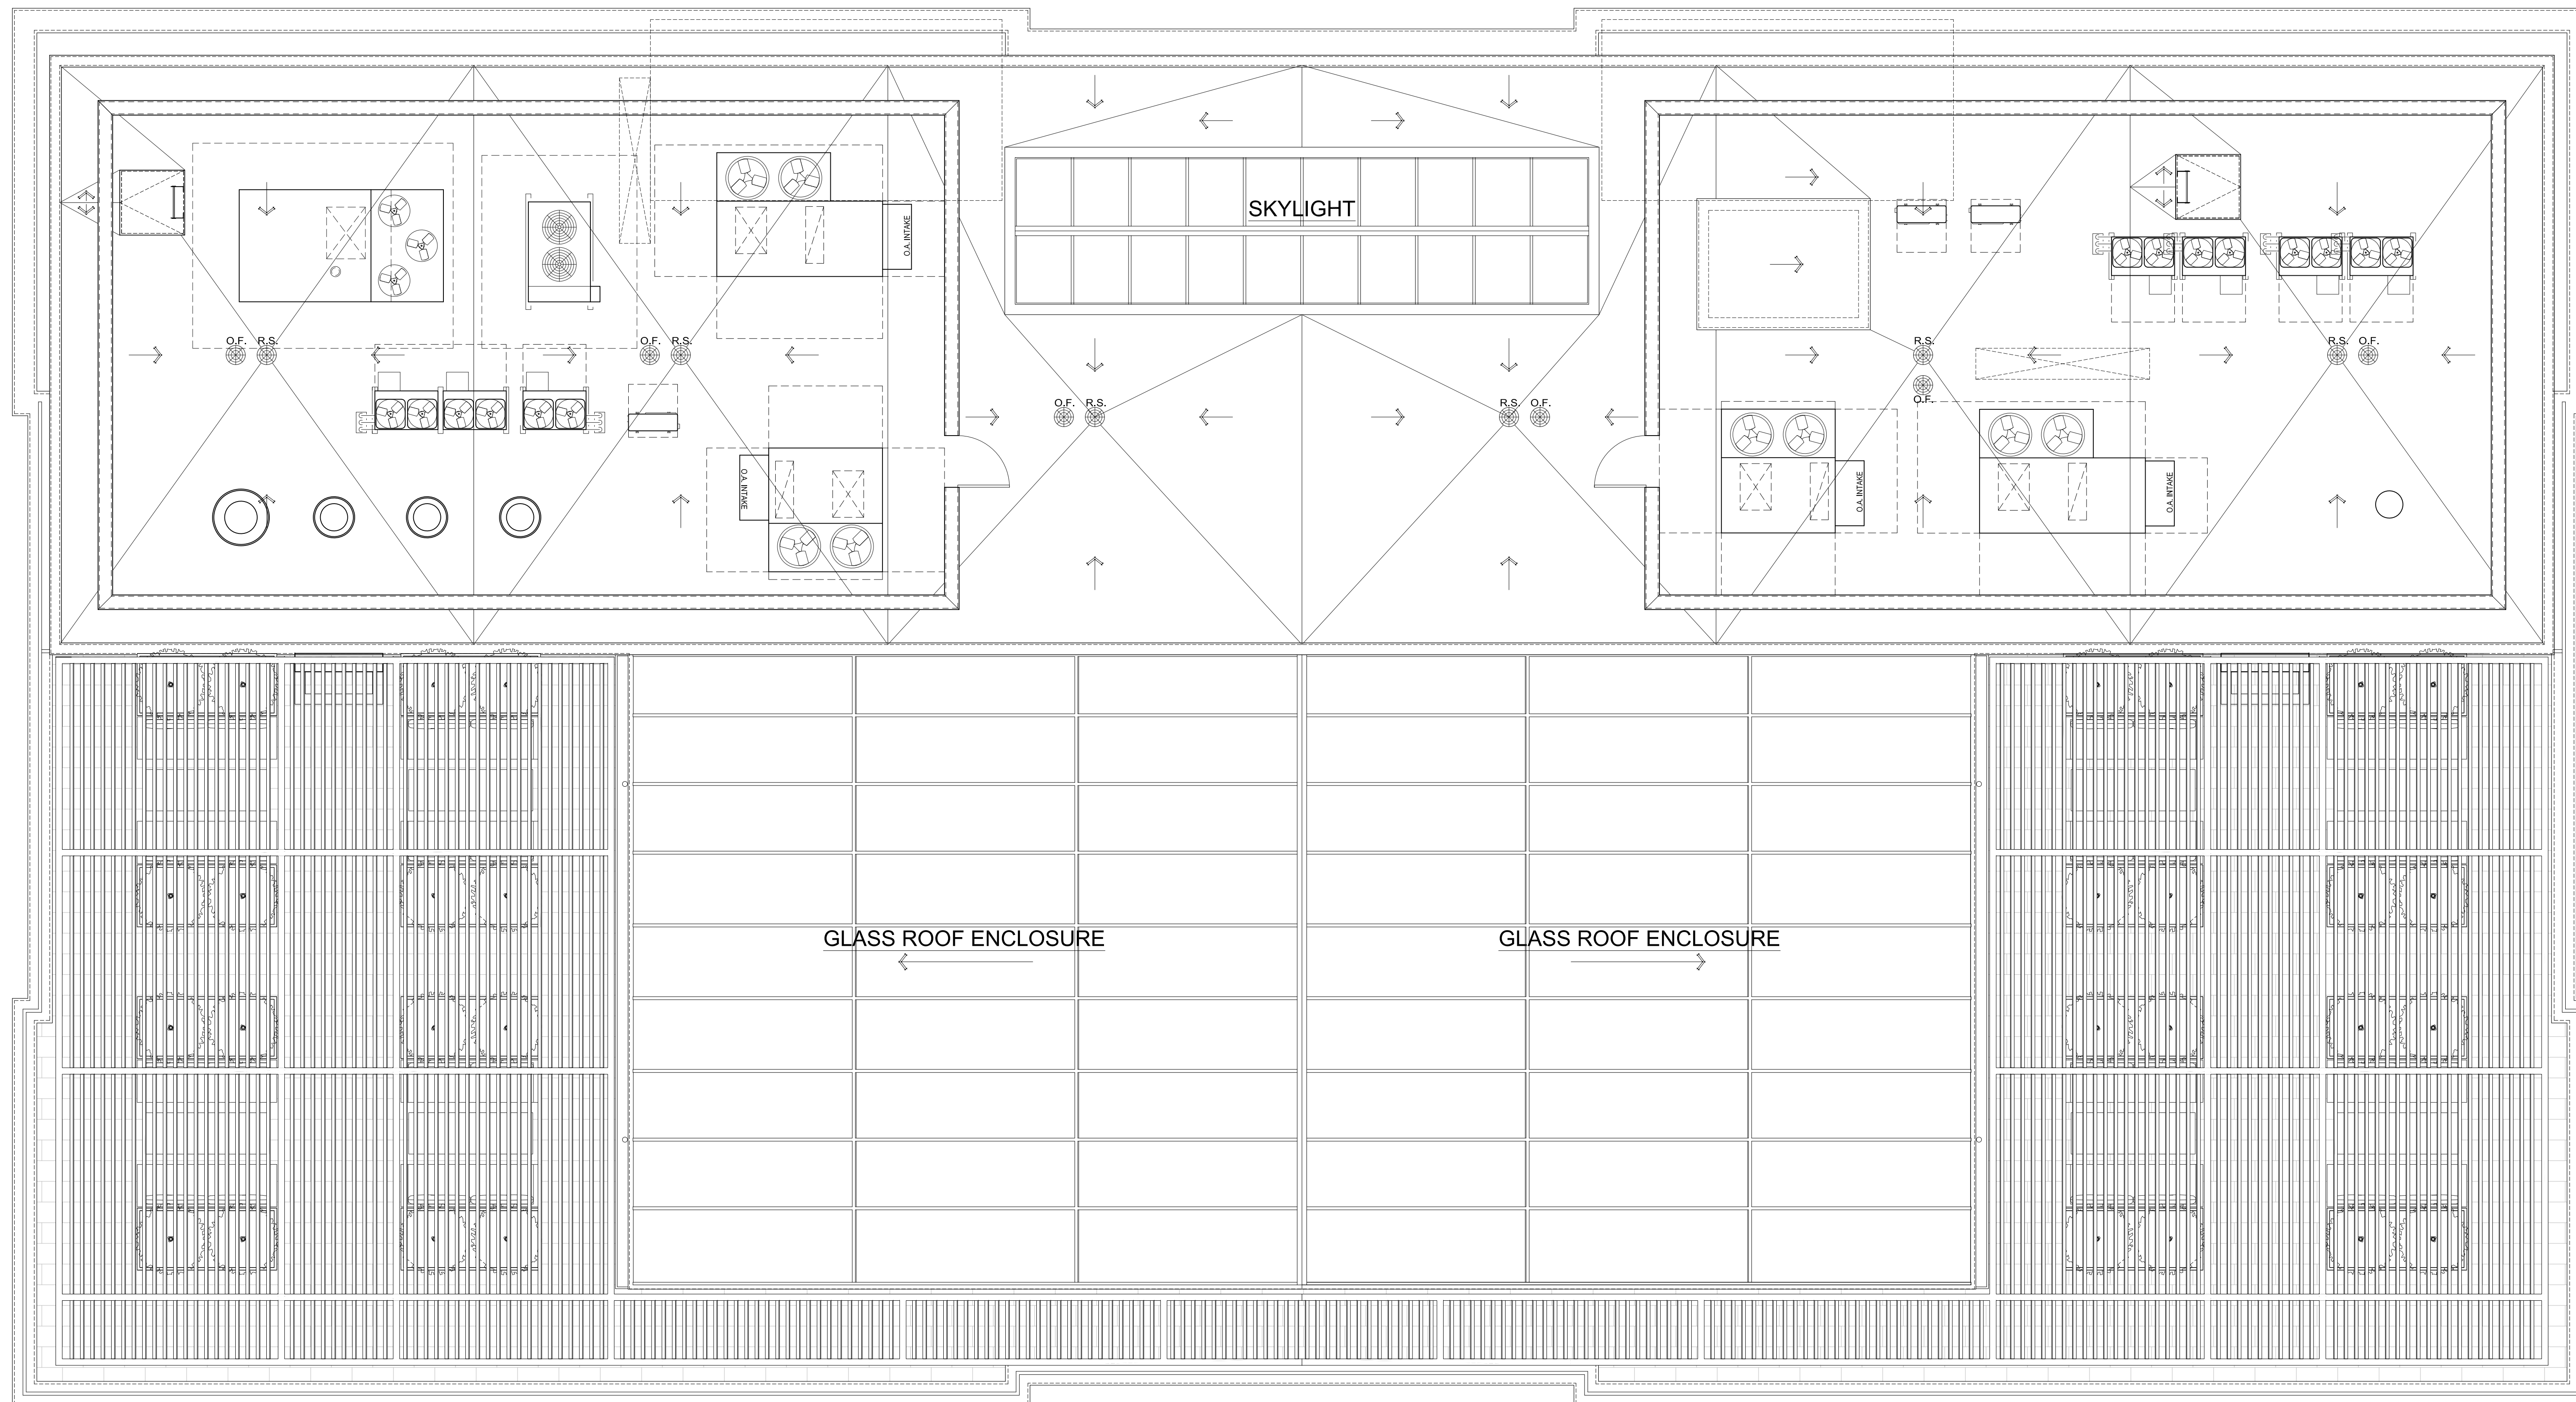 SKYLIGHT
O.A. INTAKE
O.F. R.S.
O.F. R.S.
R.S.
O.F.
R.S. O.F.
O.F. R.S.
R.S. O.F.
O.A. INTAKE
O.A. INTAKE
O.A. INTAKE
GLASS ROOF ENCLOSURE
GLASS ROOF ENCLOSURE